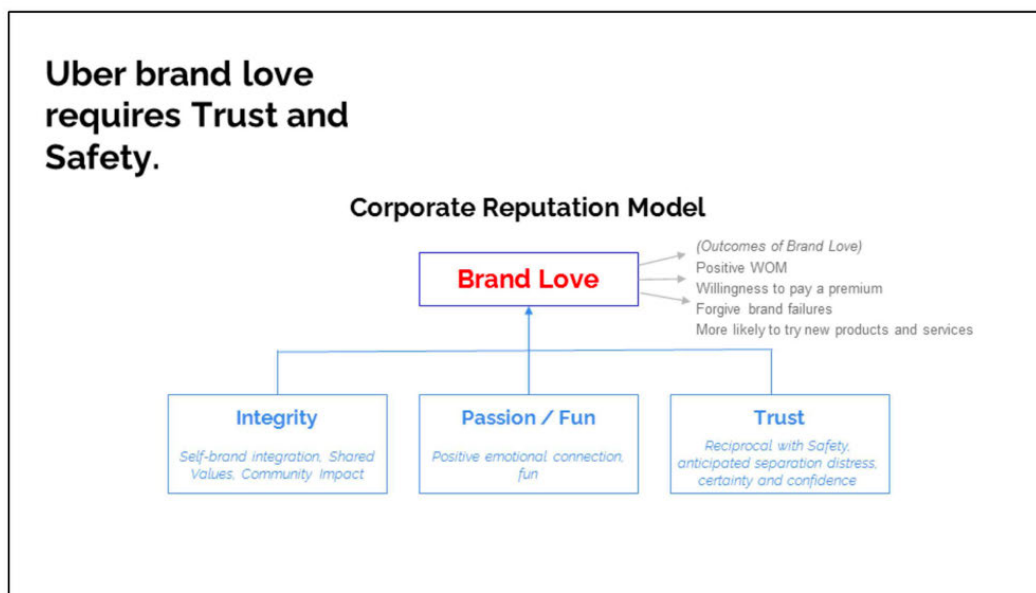 Uber brand love
requires Trust and
Safety.
Corporate Reputation Model
Brand Love
(Outcomes of Brand Love)
Positive WOM
Willingness to pay a premium
Forgive brand failures
More likely to try new products and services
Integrity
Self-brand integration, Shared
Values, Community Impact
Passion / Fun
Positive emotional connection,
fun
Trust
Reciprocal with Safety,
anticipated separation distress,
certainty and confidence